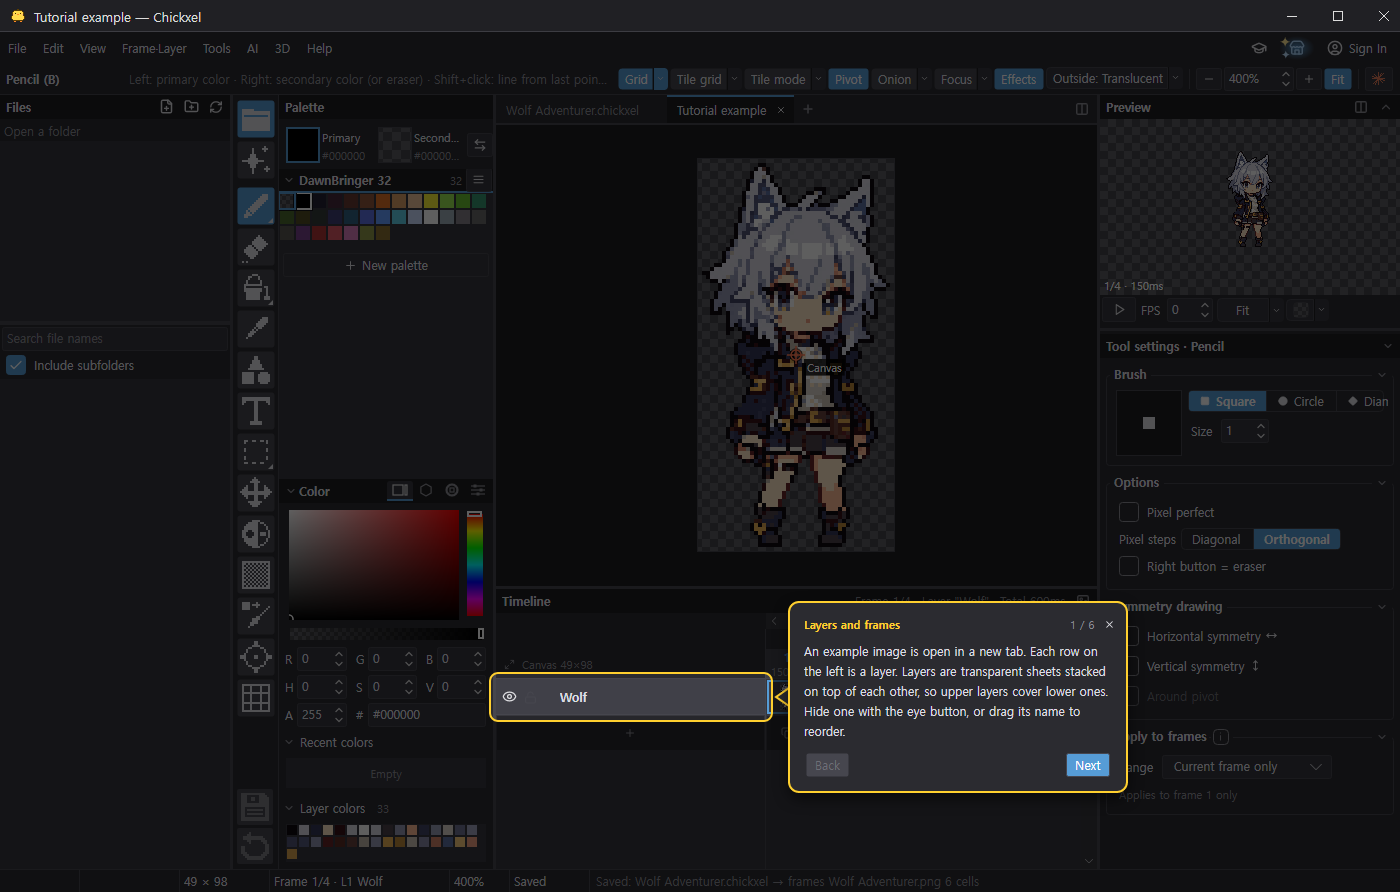 Tutorial example — Chickxel
File Edit View Frame·Layer Tools AI 3D Help Sign In
Pencil (B) Left: primary color · Right: secondary color (or eraser) · Shift+click: line from last poin... Grid Tile grid Tile mode Pivot Onion Focus Effects Outside: Translucent 400% Fit
Files
Open a folder
Search file names
Include subfolders
Palette
Primary
#000000
Second...
#00000...
DawnBringer 32 32
+ New palette
Color
R 0 G 0 B 0
H 0 S 0 V 0
A 255 # #000000
Recent colors
Empty
Layer colors 33
Wolf Adventurer.chickxel Tutorial example
Canvas
Timeline
Canvas 49×98
Wolf
Layers and frames 1 / 6
An example image is open in a new tab. Each row on
the left is a layer. Layers are transparent sheets stacked
on top of each other, so upper layers cover lower ones.
Hide one with the eye button, or drag its name to
reorder.
Back Next
Preview
1/4 · 150ms
FPS 0 Fit
Tool settings · Pencil
Brush
Square Circle Dian
Size 1
Options
Pixel perfect
Pixel steps Diagonal Orthogonal
Right button = eraser
mmetry drawing
Horizontal symmetry ↔
Vertical symmetry ↕
Around pivot
pply to frames i
ange Current frame only
Applies to frame 1 only
49 × 98 Frame 1/4 · L1 Wolf 400% Saved Saved: Wolf Adventurer.chickxel → frames Wolf Adventurer.png 6 cells